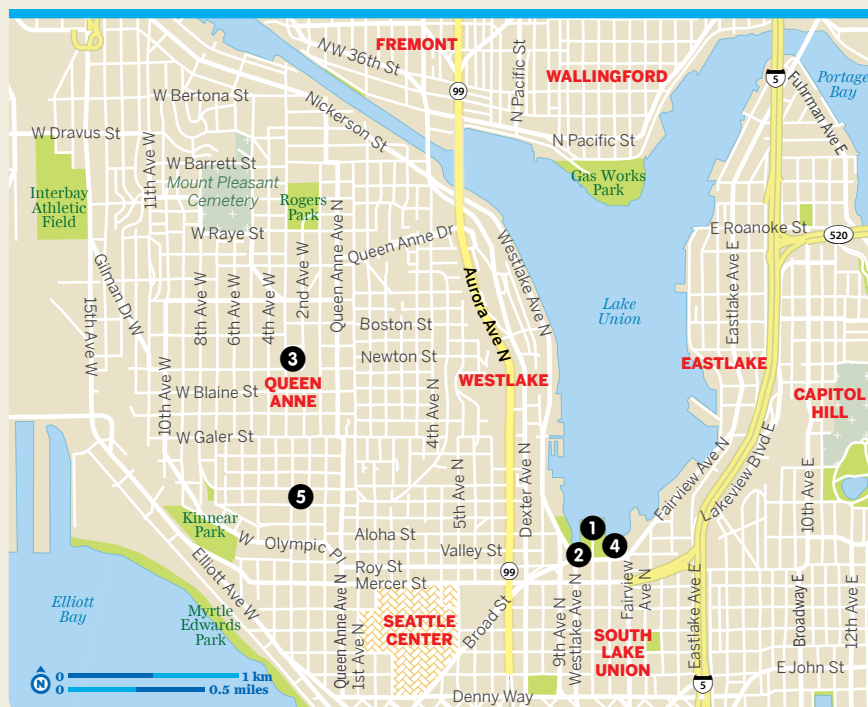 FREMONT
NW 36th St
N Pacific St
WALLINGFORD
5
Portage
Bay
Fuhrman Ave E
99
W Bertona St
Nickerson St
W Dravus St
N Pacific St
11th Ave W
W Barrett St
Mount Pleasant
Cemetery
Rogers
Park
Gas Works
Park
Interbay
Athletic
Field
W Raye St
Queen Anne Dr
Queen Anne Ave N
2nd Ave W
Westlake Ave N
E Roanoke St
520
Eastlake Ave E
Gilman Dr W
15th Ave W
8th Ave W
6th Ave W
4th Ave W
Aurora Ave N
Lake
Union
Boston St
Newton St
3
QUEEN
ANNE
WESTLAKE
EASTLAKE
CAPITOL
HILL
W Blaine St
10th Ave W
W Galer St
4th Ave N
5th Ave N
Dexter Ave N
Fairview Ave N
Lakeview Blvd E
10th Ave E
5
Kinnear
Park
W Olympic Pl
Aloha St
Valley St
1
2
4
Roy St
Mercer St
99
Elliott Ave W
Elliott
Bay
Myrtle
Edwards
Park
Queen Anne Ave N
1st Ave N
SEATTLE
CENTER
Broad St
9th Ave N
Westlake Ave N
Fairview
Ave N
SOUTH
LAKE
UNION
Eastlake Ave E
Broadway E
12th Ave E
E John St
Denny Way
5
N
0 1 km
0 0.5 miles